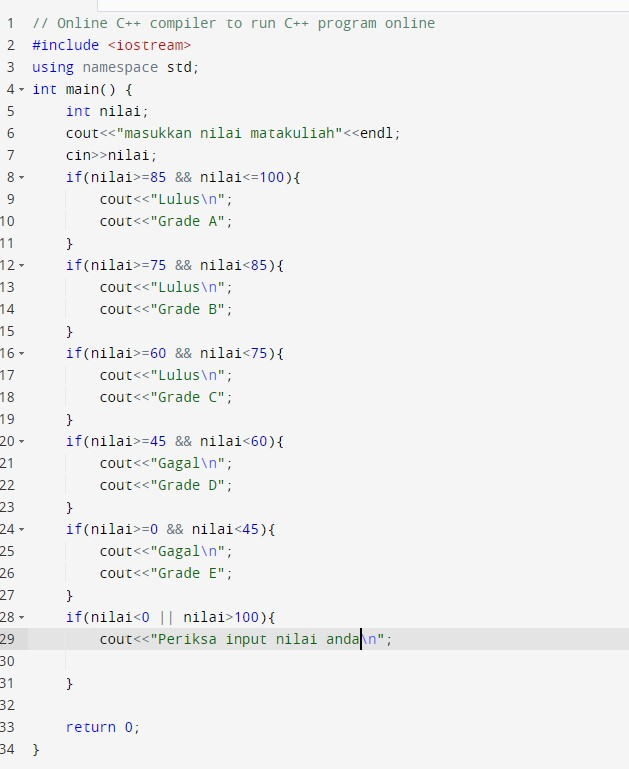 1 // Online C++ compiler to run C++ program online
2 #include <iostream>
3 using namespace std;
4 int main() {
5     int nilai;
6     cout<<"masukkan nilai matakuliah"<<endl;
7     cin>>nilai;
8     if(nilai>=85 && nilai<=100){
9         cout<<"Lulus\n";
10         cout<<"Grade A";
11     }
12     if(nilai>=75 && nilai<85){
13         cout<<"Lulus\n";
14         cout<<"Grade B";
15     }
16     if(nilai>=60 && nilai<75){
17         cout<<"Lulus\n";
18         cout<<"Grade C";
19     }
20     if(nilai>=45 && nilai<60){
21         cout<<"Gagal\n";
22         cout<<"Grade D";
23     }
24     if(nilai>=0 && nilai<45){
25         cout<<"Gagal\n";
26         cout<<"Grade E";
27     }
28     if(nilai<0 || nilai>100){
29         cout<<"Periksa input nilai anda\n";
30
31     }
32
33     return 0;
34 }